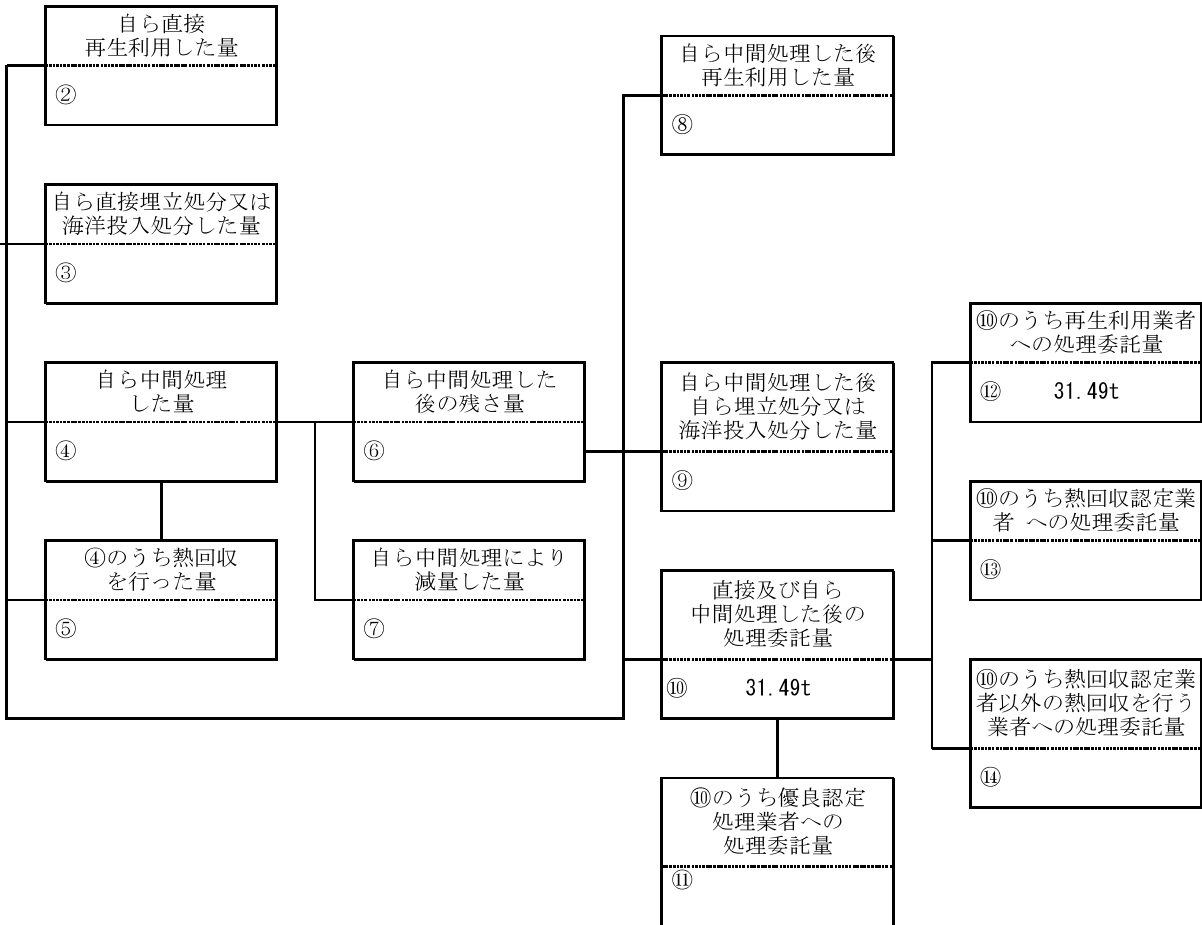 自ら直接
再生利用した量
②
自ら直接埋立処分又は
海洋投入処分した量
③
自ら中間処理
した量
④
④のうち熱回収
を行った量
⑤
自ら中間処理した
後の残さ量
⑥
自ら中間処理により
減量した量
⑦
自ら中間処理した後
再生利用した量
⑧
自ら中間処理した後
自ら埋立処分又は
海洋投入処分した量
⑨
直接及び自ら
中間処理した後の
処理委託量
⑩ 31.49t
⑩のうち優良認定
処理業者への
処理委託量
⑪
⑩のうち再生利用業者
への処理委託量
⑫ 31.49t
⑩のうち熱回収認定業
者 への処理委託量
⑬
⑩のうち熱回収認定業
者以外の熱回収を行う
業者への処理委託量
⑭